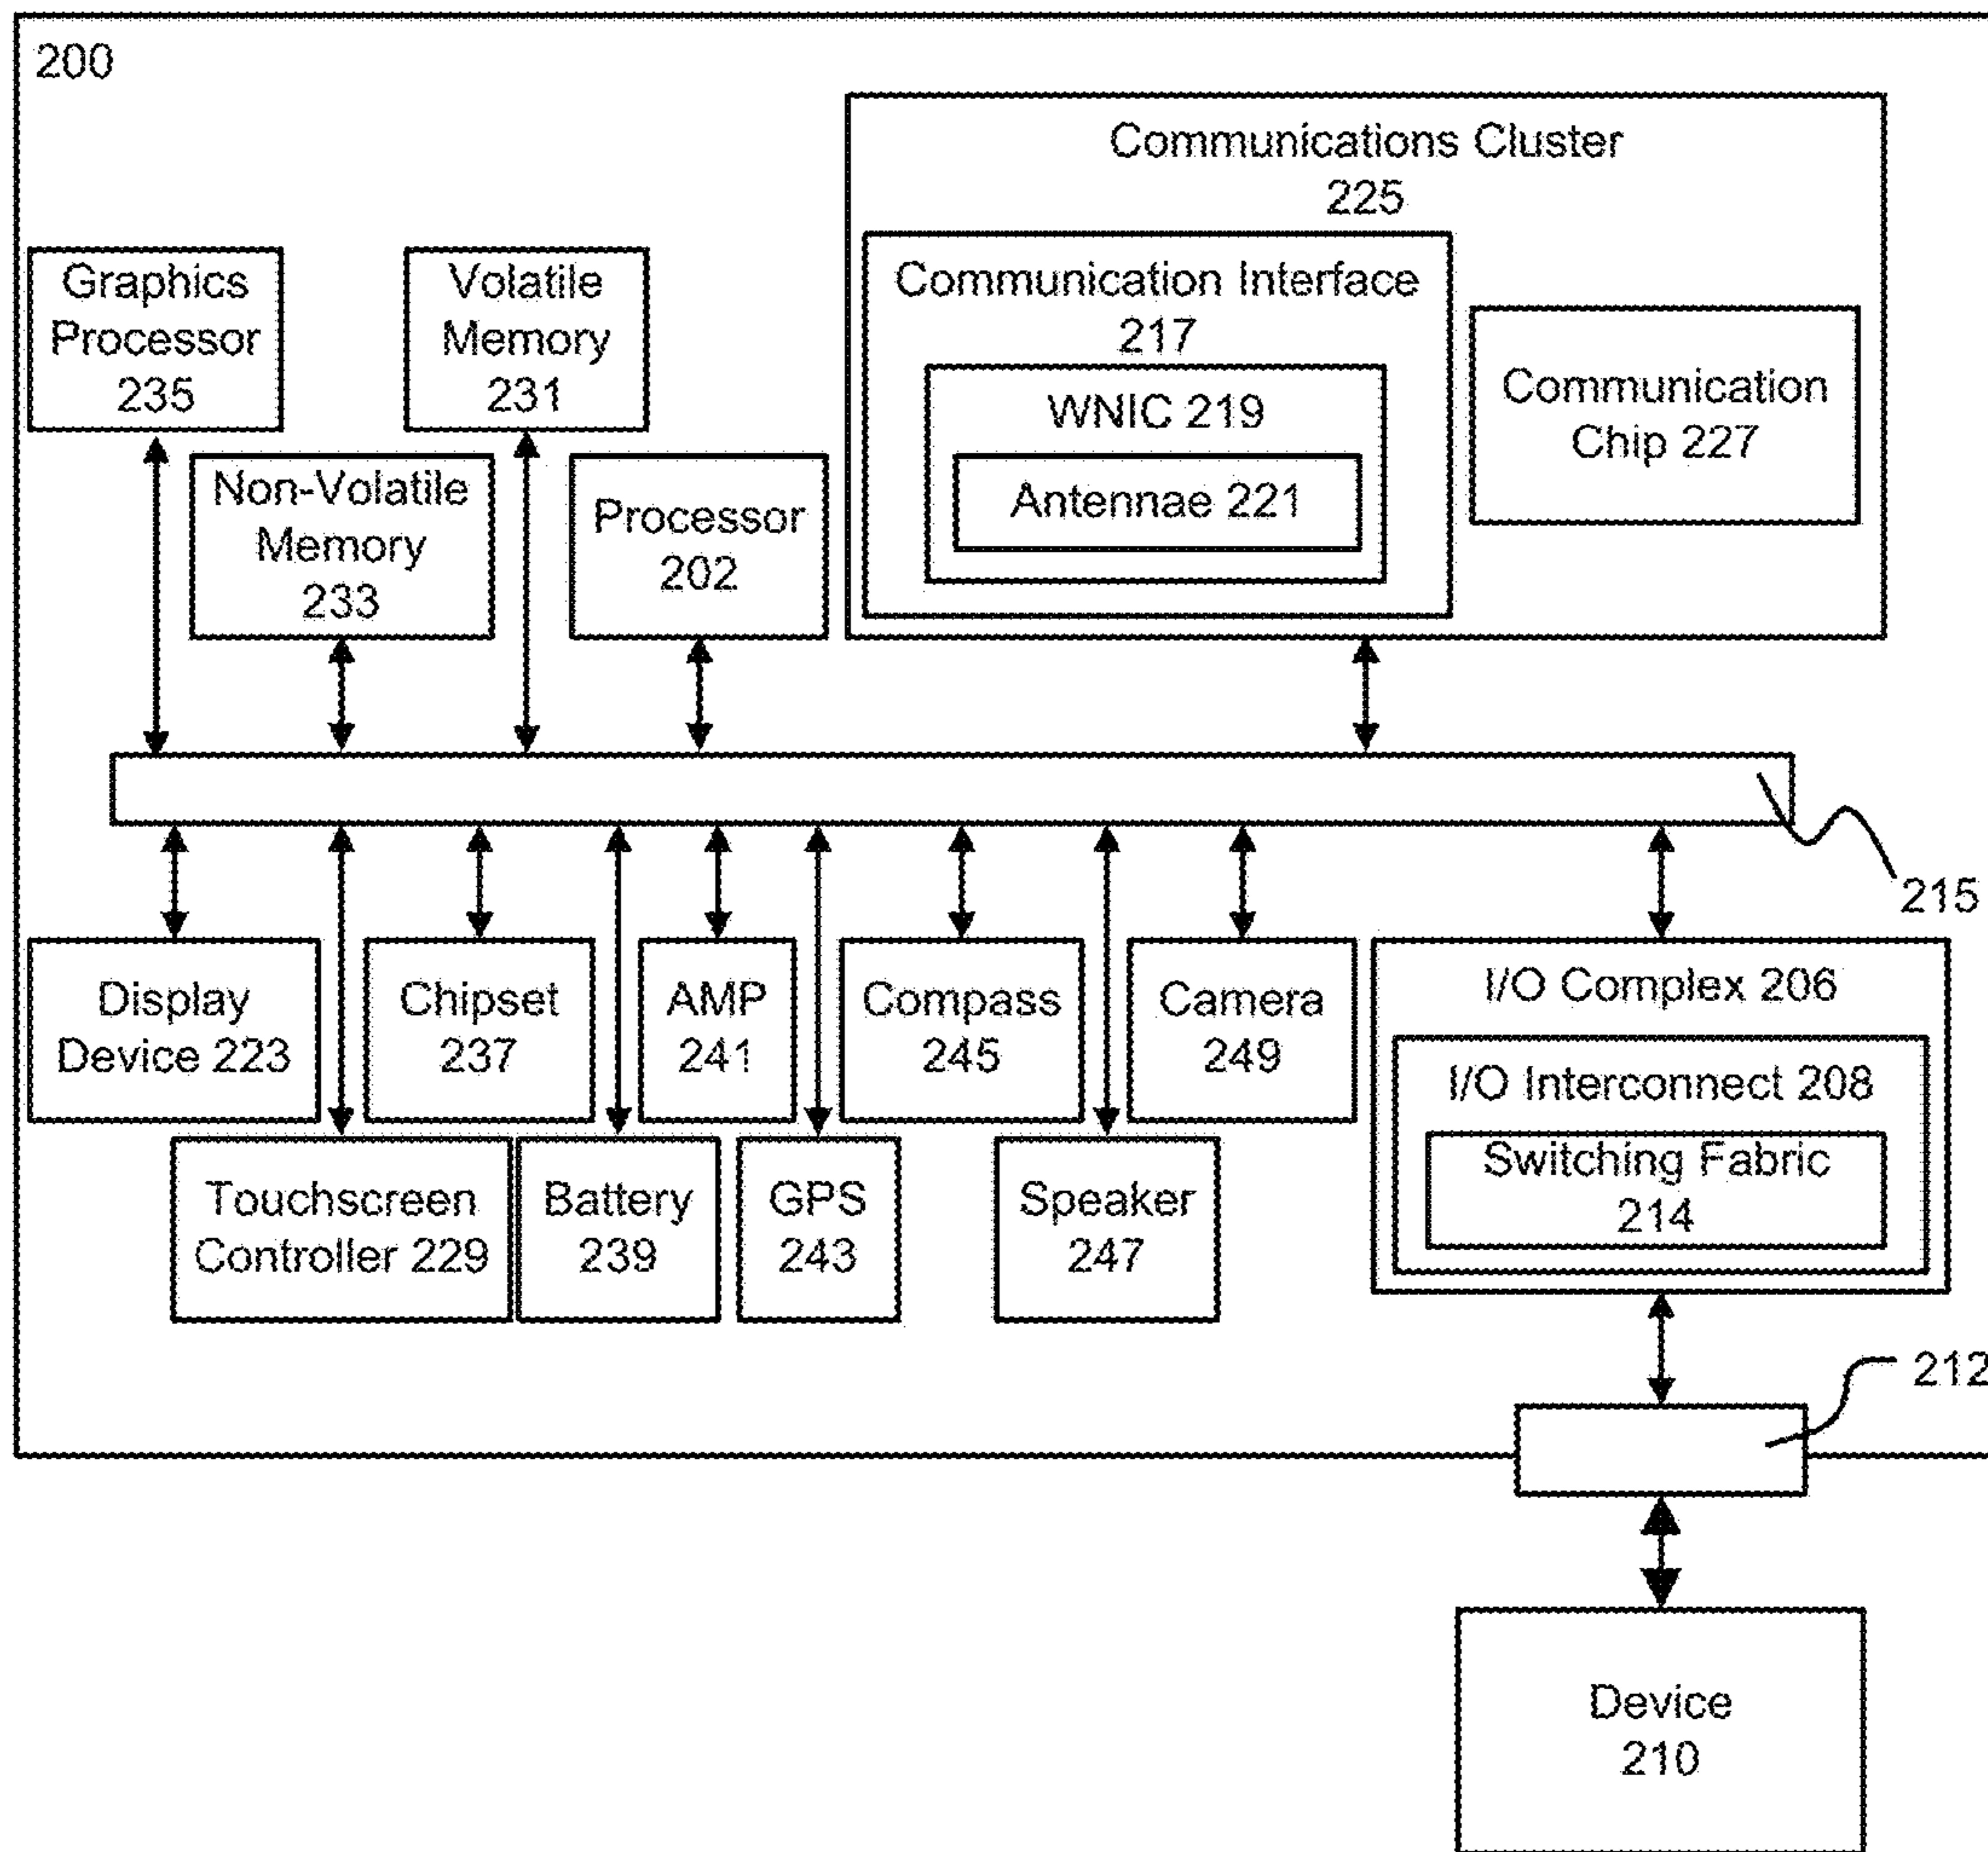 200
Communications Cluster
225
Graphics
Processor
235
Volatile
Memory
231
Communication Interface
217
Communication
Chip 227
WNIC 219
Antennae 221
Non-Volatile
Memory
233
Processor
202
215
Display
Device 223
Chipset
237
AMP
241
Compass
245
Camera
249
I/O Complex 206
I/O Interconnect 208
Switching Fabric
214
Touchscreen
Controller 229
Battery
239
GPS
243
Speaker
247
212
Device
210